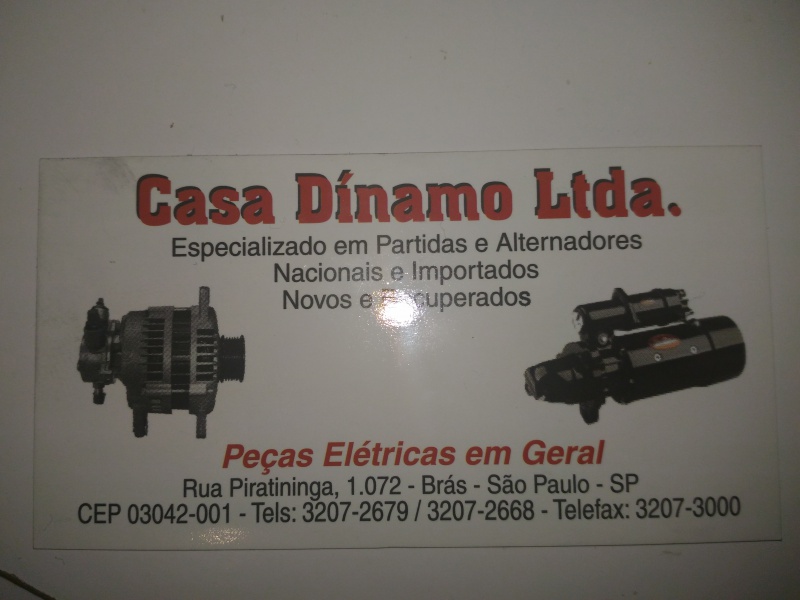 Casa Dínamo Ltda.
Especializado em Partidas e Alternadores
Nacionais e Importados
Novos e Recuperados
Peças Elétricas em Geral
Rua Piratininga, 1.072 - Brás - São Paulo - SP
CEP 03042-001 - Tels: 3207-2679 / 3207-2668 - Telefax: 3207-3000